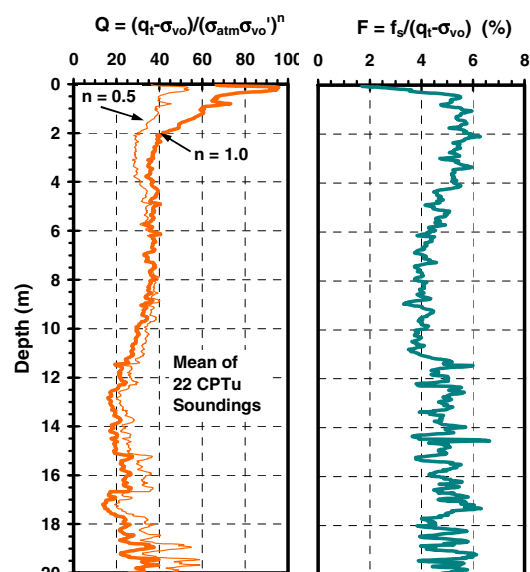 Q = (qt-σvo)/(σatmσvo')n
F = fs/(qt-σvo) (%)
0 20 40 60 80 100
0 2 4 6 8
0
2
4
6
8
10
12
14
16
18
20
Depth (m)
n = 0.5
n = 1.0
Mean of
22 CPTu
Soundings